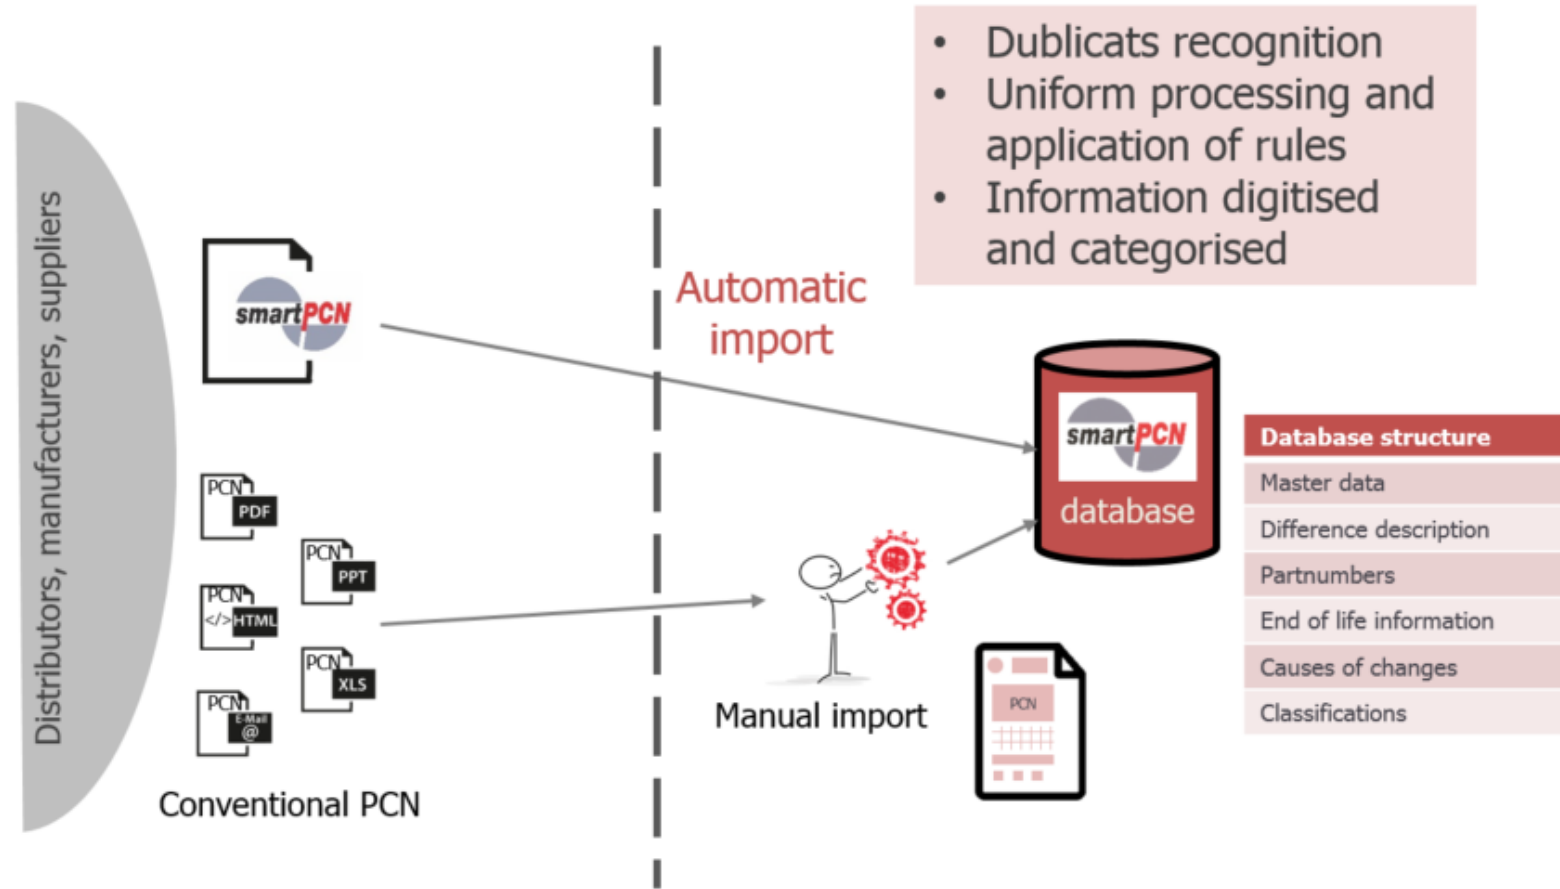 • Dublicats recognition
• Uniform processing and
application of rules
• Information digitised
and categorised
Distributors, manufacturers, suppliers
smartPCN
Automatic
import
smartPCN
database
Database structure
Master data
Difference description
Partnumbers
End of life information
Causes of changes
Classifications
PCN
PDF
PCN
PPT
PCN
</>HTML
PCN
XLS
PCN
E-Mail
@
Conventional PCN
Manual import
PCN